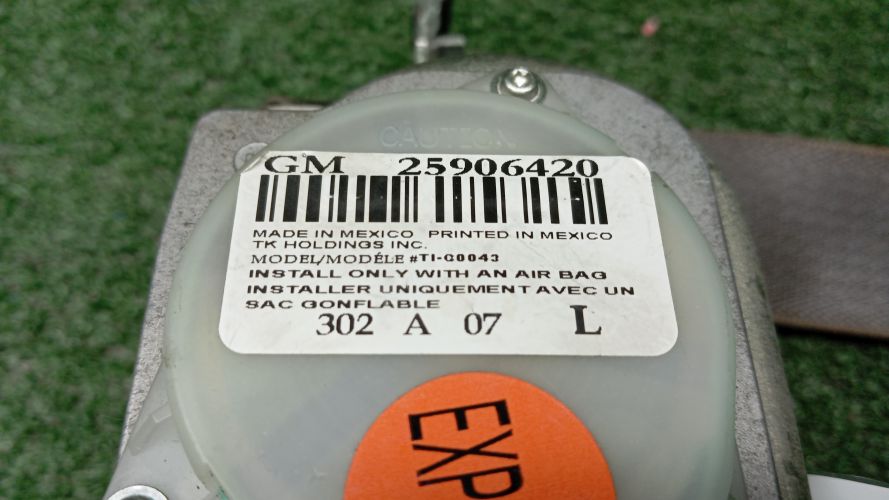 CAUTION
GM 25906420
MADE IN MEXICO PRINTED IN MEXICO
TK HOLDINGS INC.
MODEL/MODÉLE #TI-G0043
INSTALL ONLY WITH AN AIR BAG
INSTALLER UNIQUEMENT AVEC UN
SAC GONFLABLE
302 A 07 L
EXP